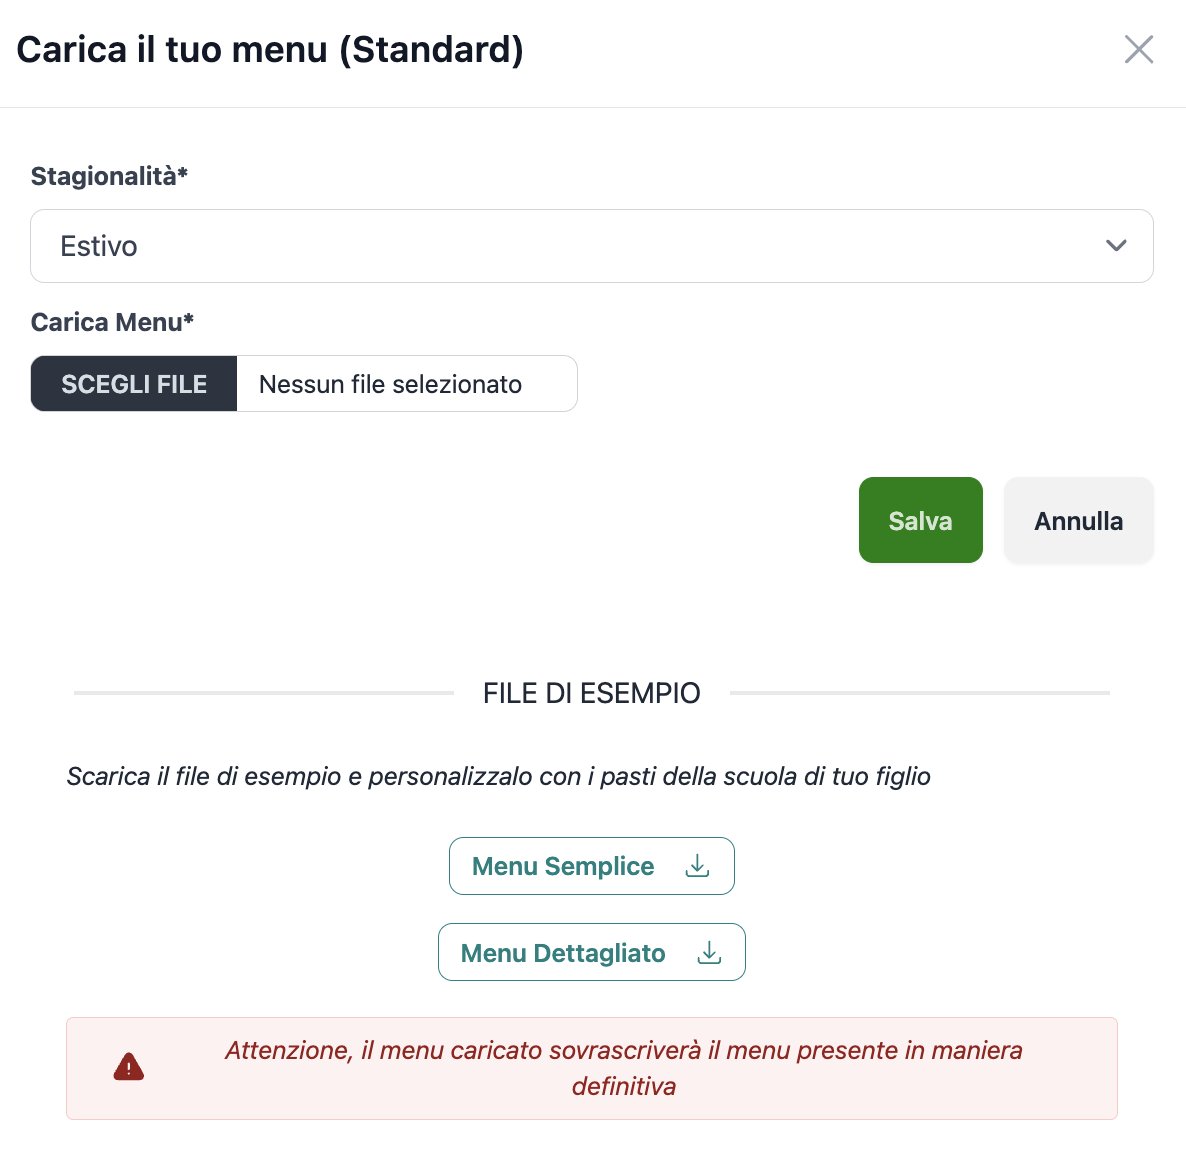 Carica il tuo menu (Standard)
Stagionalità*
Estivo
Carica Menu*
SCEGLI FILE Nessun file selezionato
Salva Annulla
FILE DI ESEMPIO
Scarica il file di esempio e personalizzalo con i pasti della scuola di tuo figlio
Menu Semplice
Menu Dettagliato
Attenzione, il menu caricato sovrascriverà il menu presente in maniera
definitiva